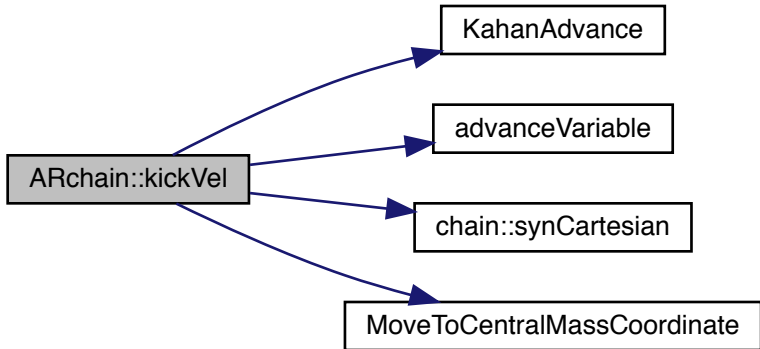 KahanAdvance
advanceVariable
ARchain::kickVel
chain::synCartesian
MoveToCentralMassCoordinate